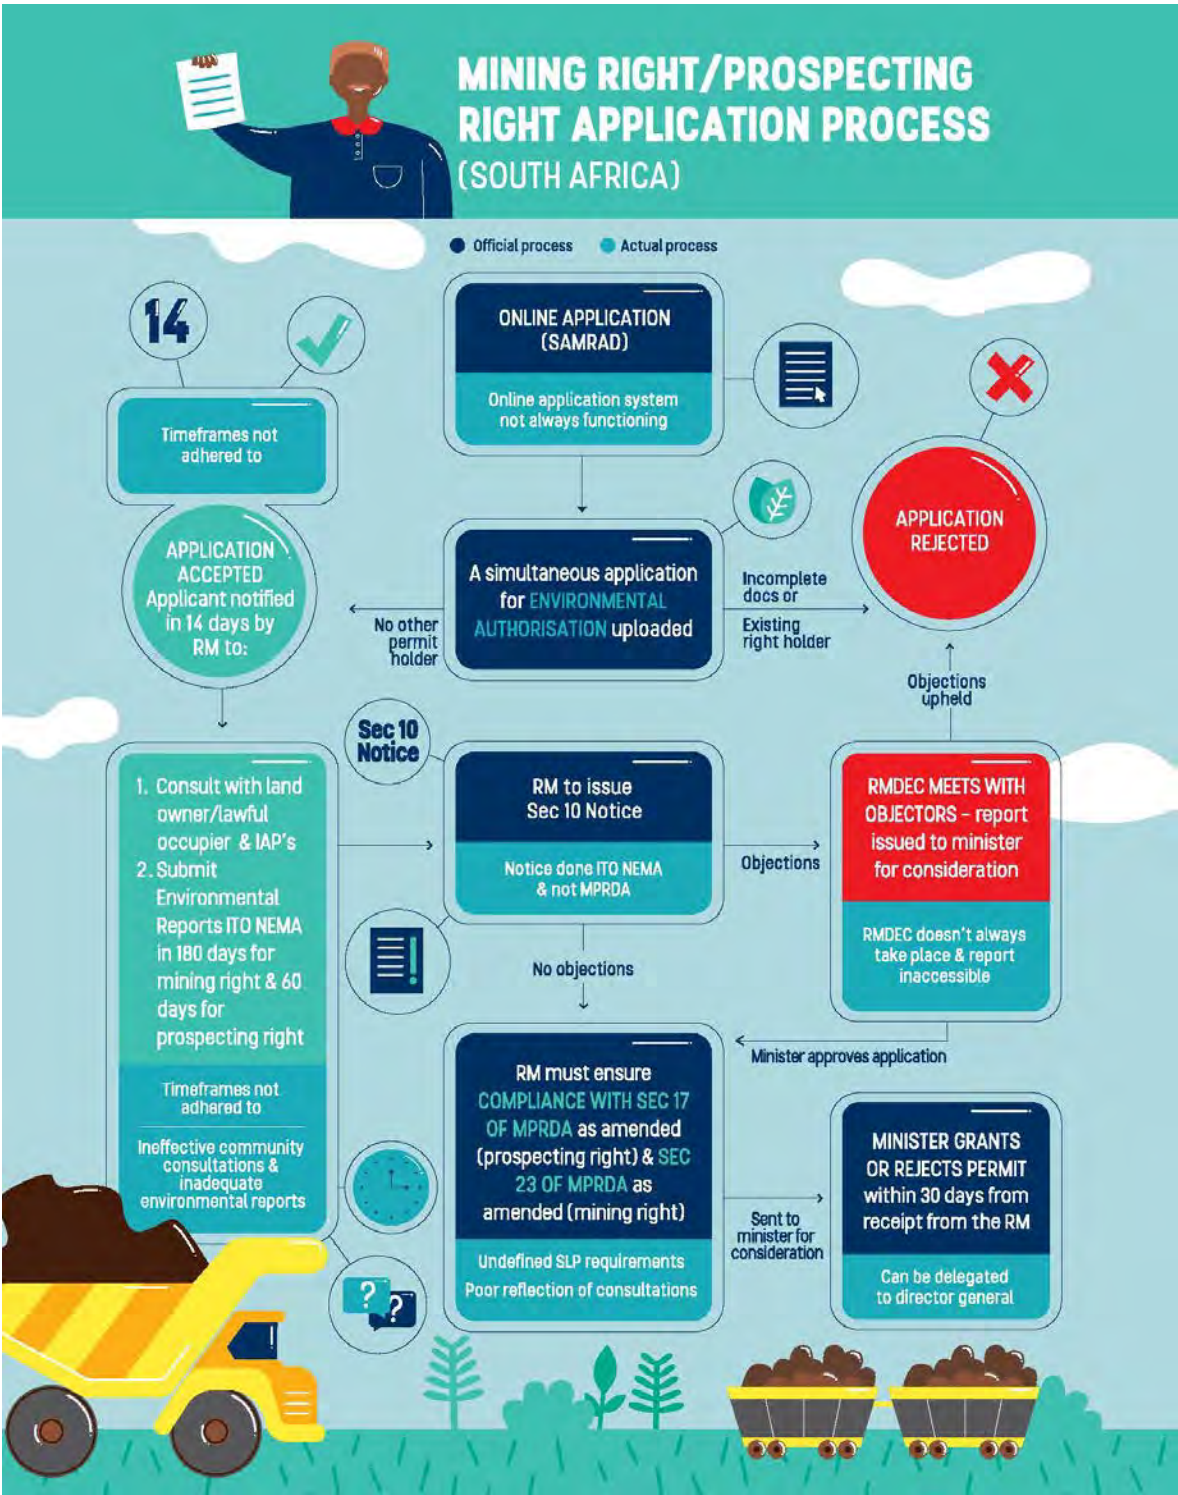 MINING RIGHT/PROSPECTING
RIGHT APPLICATION PROCESS
(SOUTH AFRICA)
Official process
Actual process
14
Timeframes not
adhered to
APPLICATION
ACCEPTED
Applicant notified
in 14 days by
RM to:
ONLINE APPLICATION
(SAMRAD)
Online application system
not always functioning
A simultaneous application
for ENVIRONMENTAL
AUTHORISATION uploaded
No other
permit
holder
Incomplete
docs or
Existing
right holder
APPLICATION
REJECTED
Objections
upheld
1. Consult with land
owner/lawful
occupier & IAP's
2. Submit
Environmental
Reports ITO NEMA
in 180 days for
mining right & 60
days for
prospecting right
Timeframes not
adhered to
Ineffective community
consultations &
inadequate
environmental reports
Sec 10
Notice
RM to issue
Sec 10 Notice
Notice done ITO NEMA
& not MPRDA
Objections
No objections
RMDEC MEETS WITH
OBJECTORS – report
issued to minister
for consideration
RMDEC doesn't always
take place & report
inaccessible
Minister approves application
RM must ensure
COMPLIANCE WITH SEC 17
OF MPRDA as amended
(prospecting right) & SEC
23 OF MPRDA as
amended (mining right)
Undefined SLP requirements
Poor reflection of consultations
Sent to
minister for
consideration
MINISTER GRANTS
OR REJECTS PERMIT
within 30 days from
receipt from the RM
Can be delegated
to director general
?
?